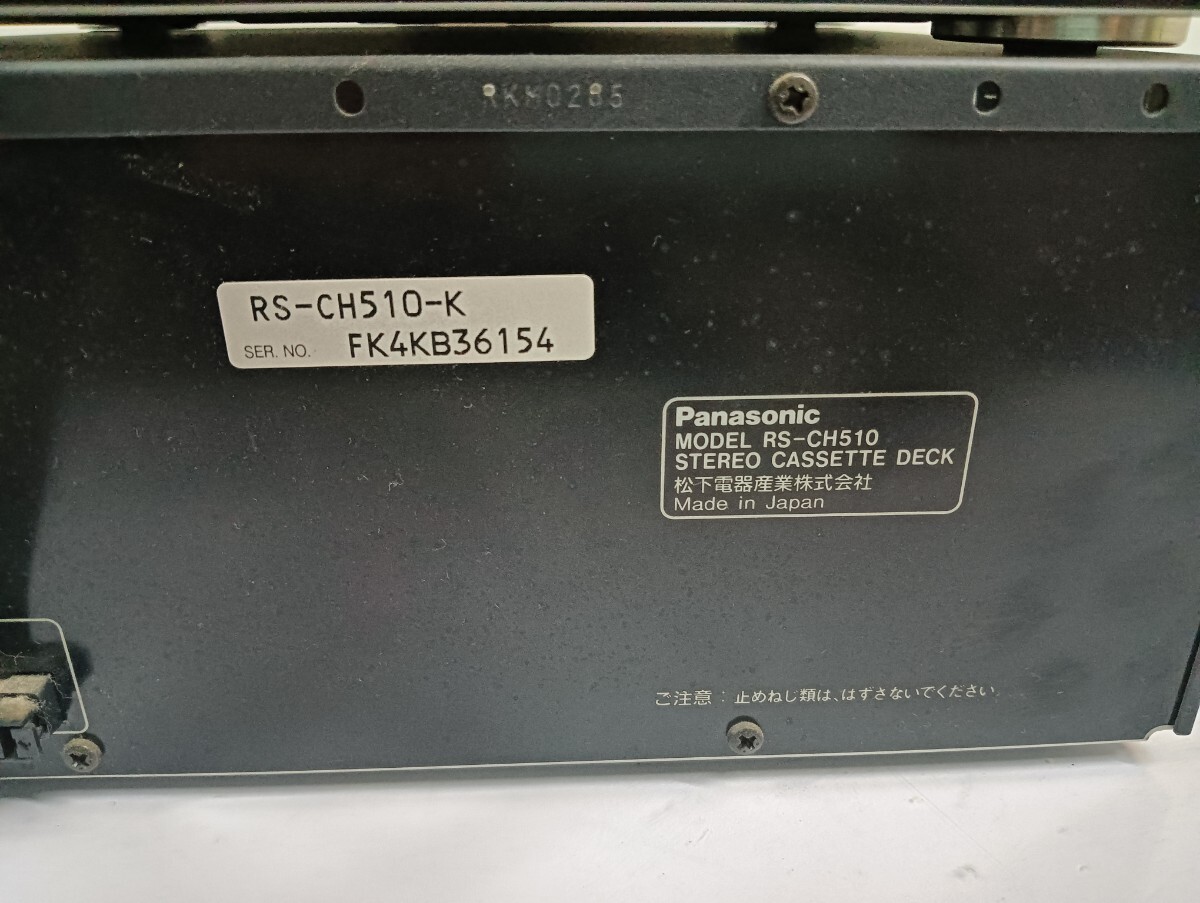 RKM0285
RS-CH510-K
SER. NO. FK4KB36154
Panasonic
MODEL RS-CH510
STEREO CASSETTE DECK
松下電器産業株式会社
Made in Japan
ご注意：止めねじ類は、はずさないでください。